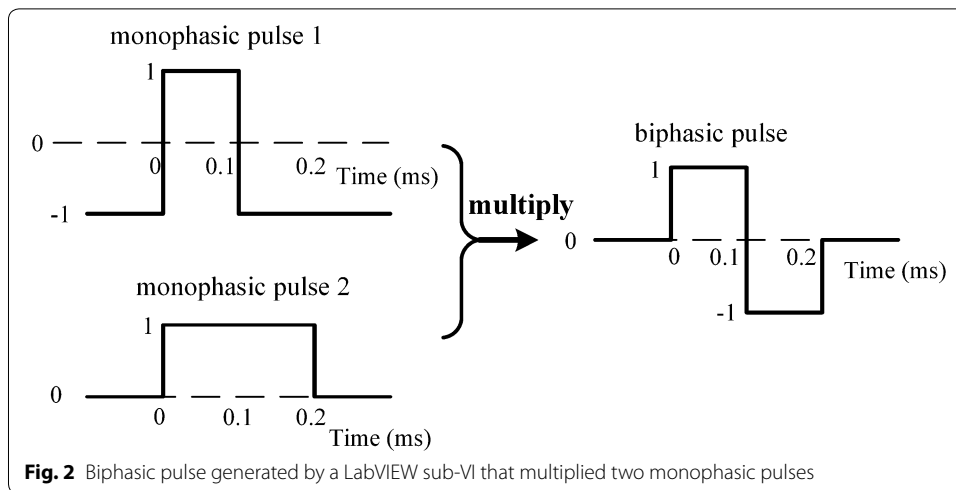 monophasic pulse 1
1
0
0 0.1 0.2
Time (ms)
-1
monophasic pulse 2
1
0
0 0.1 0.2
Time (ms)
multiply
biphasic pulse
1
0
0 0.1 0.2
Time (ms)
-1
Fig. 2 Biphasic pulse generated by a LabVIEW sub-VI that multiplied two monophasic pulses